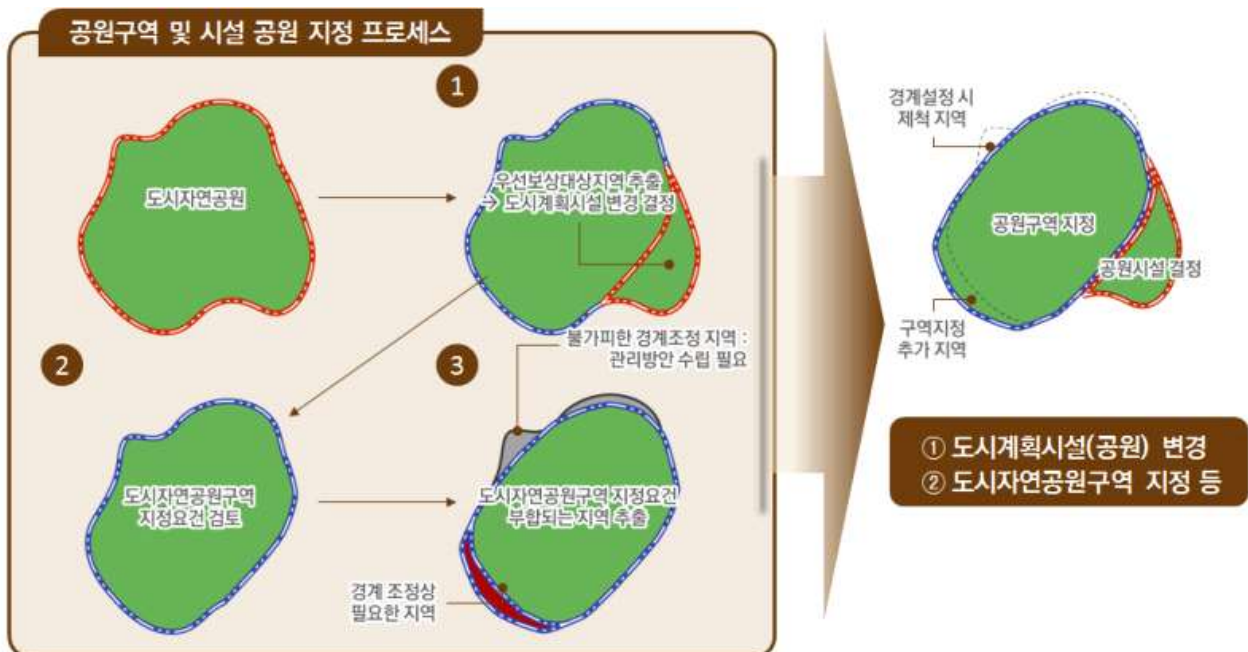 공원구역 및 시설 공원 지정 프로세스
1
도시자연공원
우선보상대상지역 추출
→ 도시계획시설 변경 결정
불가피한 경계조정 지역 :
관리방안 수립 필요
2
도시자연공원구역
지정요건 검토
3
도시자연공원구역 지정요건
부합되는 지역 추출
경계 조정상
필요한 지역
경계설정 시
제척 지역
공원구역 지정
공원시설 결정
구역지정
추가 지역
① 도시계획시설(공원) 변경
② 도시자연공원구역 지정 등